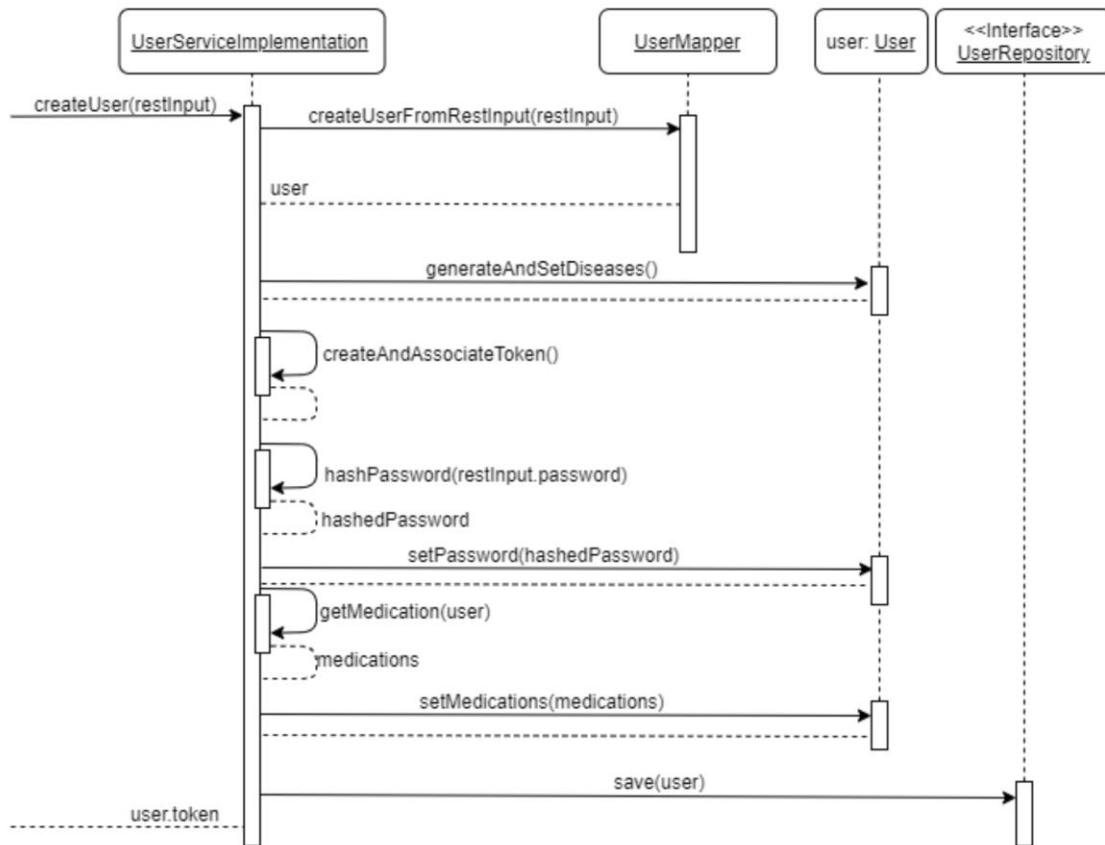 UserServiceImplementation
UserMapper
user: User
<<Interface>>
UserRepository
createUser(restInput)
createUserFromRestInput(restInput)
user
generateAndSetDiseases()
createAndAssociateToken()
hashPassword(restInput.password)
hashedPassword
setPassword(hashedPassword)
getMedication(user)
medications
setMedications(medications)
save(user)
user.token